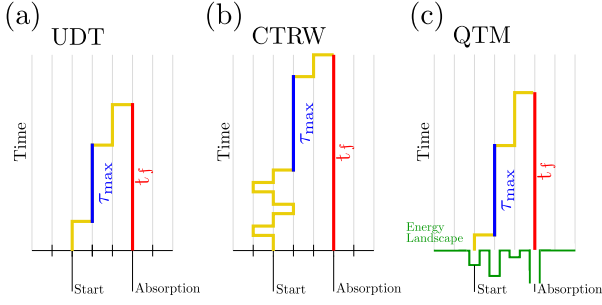 (a)
UDT
Time
τmax
tf
Start
Absorption
(b)
CTRW
Time
τmax
tf
Start
Absorption
(c)
QTM
Time
τmax
tf
Energy
Landscape
Start
Absorption